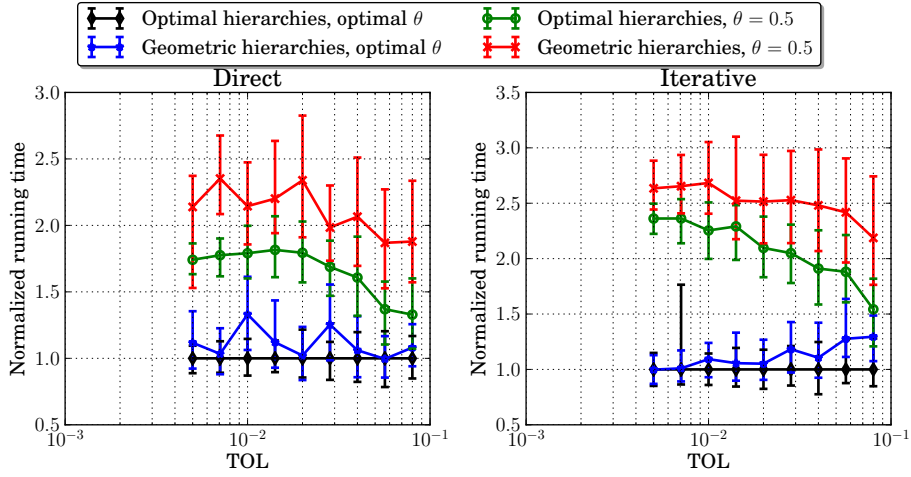 Optimal hierarchies, optimal θ
Geometric hierarchies, optimal θ
Optimal hierarchies, θ = 0.5
Geometric hierarchies, θ = 0.5
Direct
Normalized running time
3.0
2.5
2.0
1.5
1.0
0.5
10⁻³
10⁻²
10⁻¹
TOL
Iterative
Normalized running time
3.5
3.0
2.5
2.0
1.5
1.0
0.5
10⁻³
10⁻²
10⁻¹
TOL